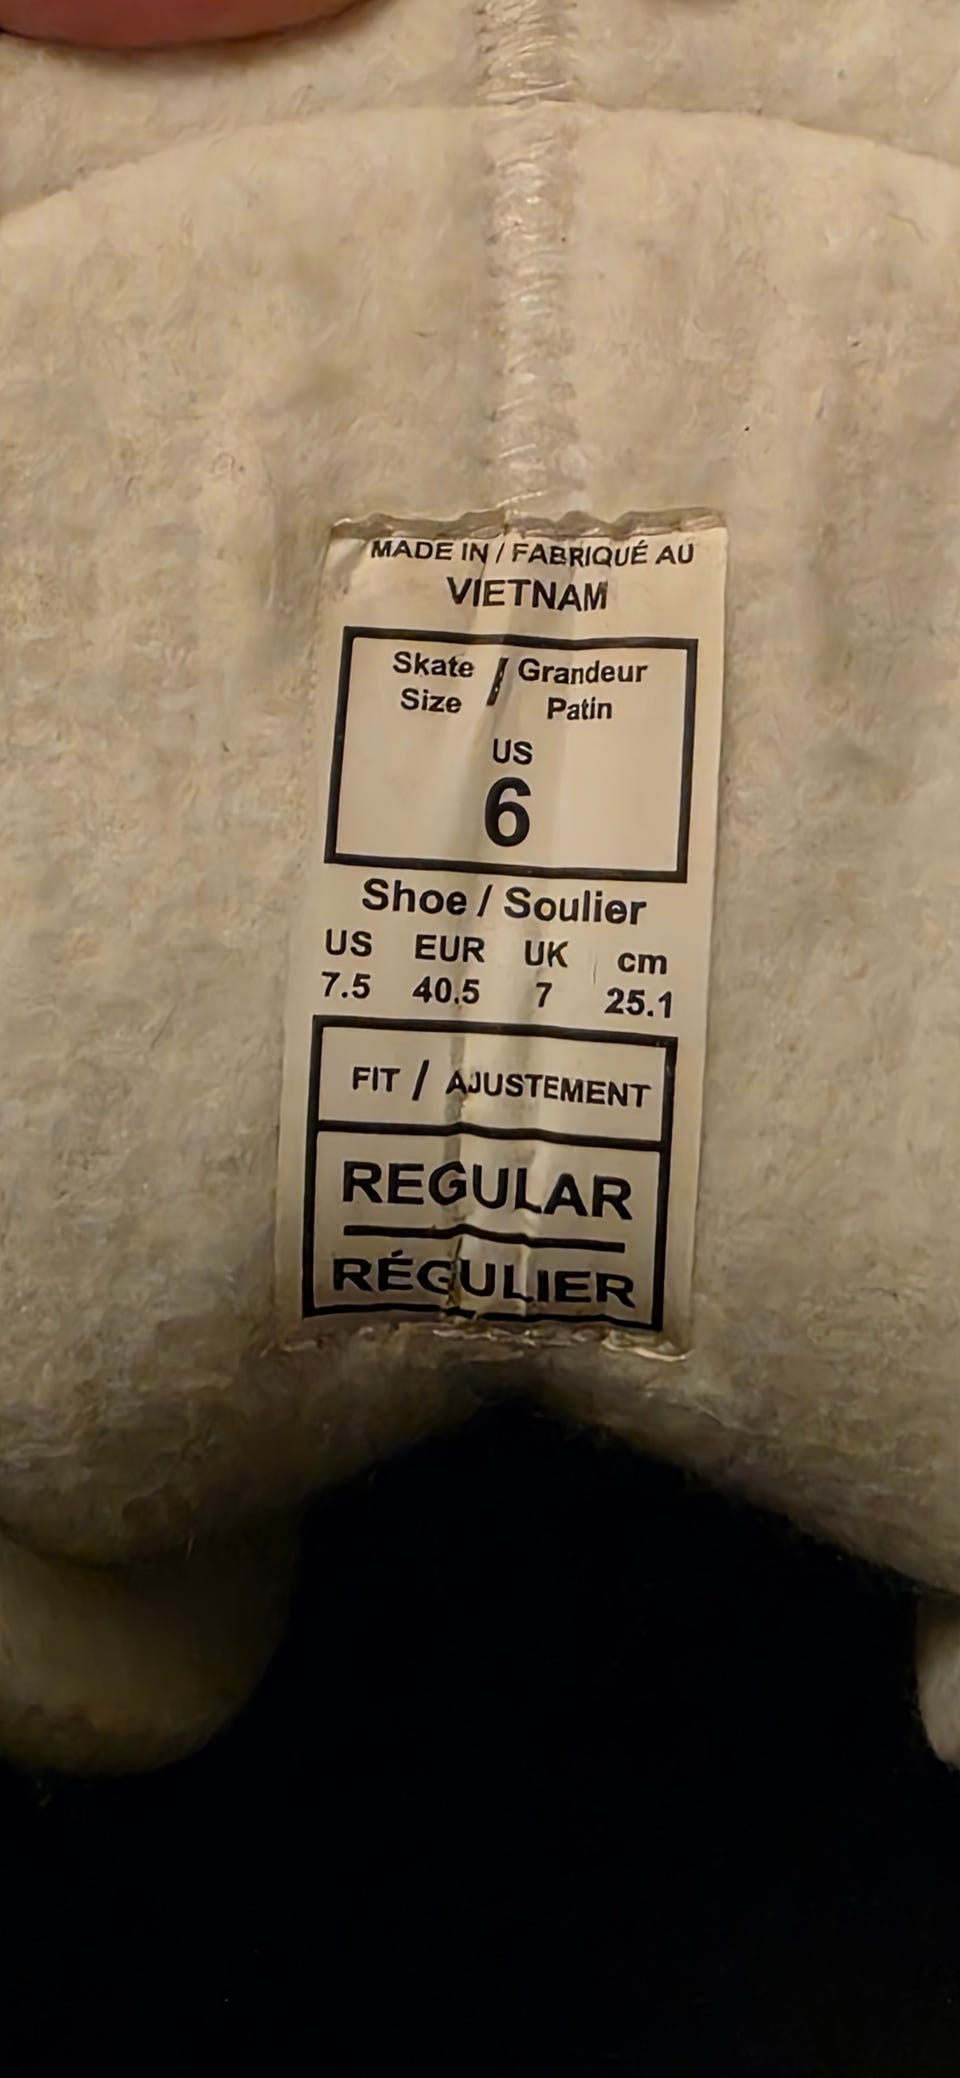 MADE IN / FABRIQUÉ AU
VIETNAM
Skate / Grandeur
Size Patin
US
6
Shoe / Soulier
US EUR UK cm
7.5 40.5 7 25.1
FIT / AJUSTEMENT
REGULAR
RÉGULIER